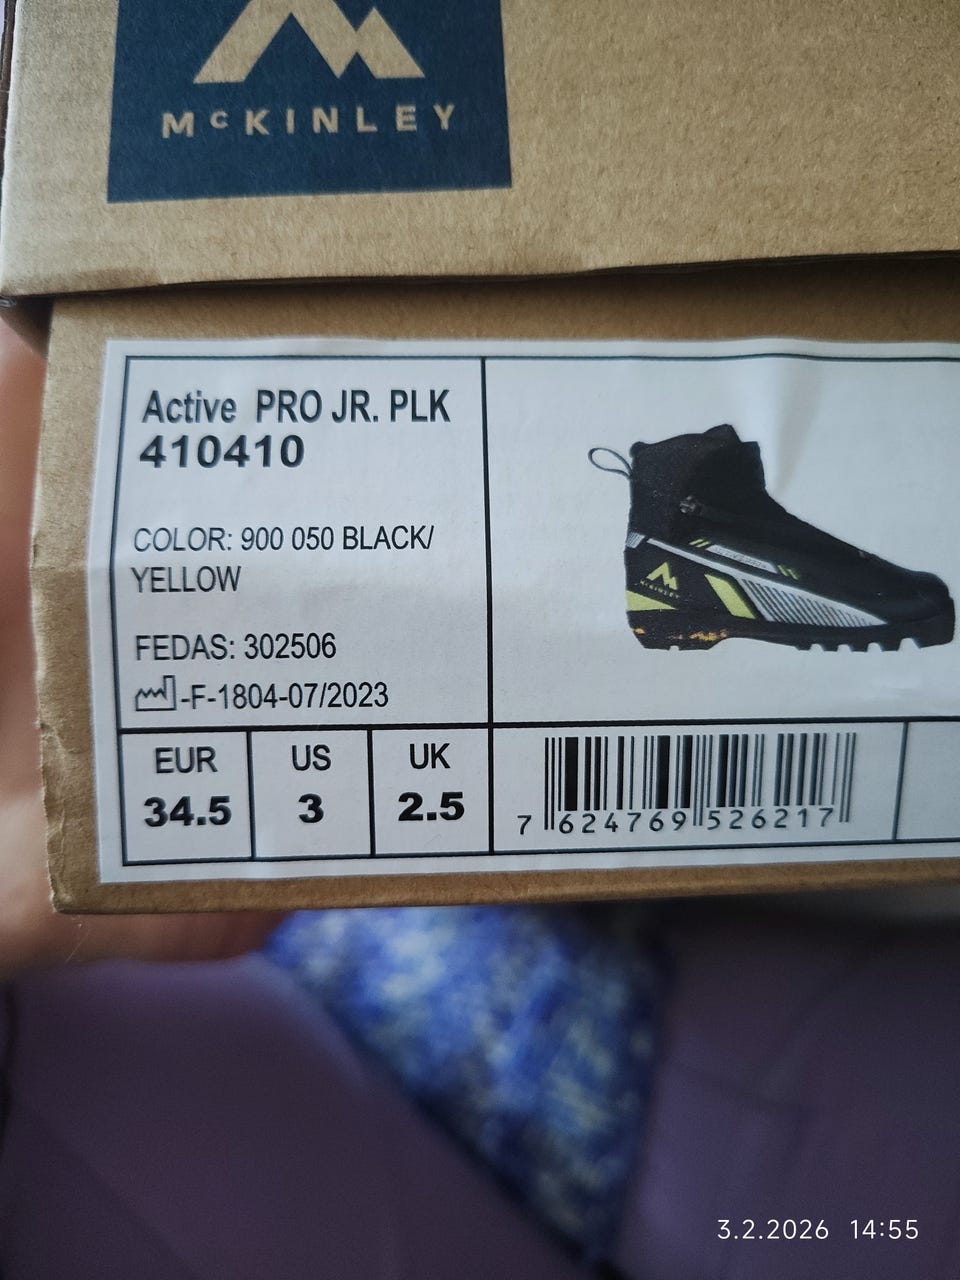 McKINLEY
Active PRO JR. PLK
410410
COLOR: 900 050 BLACK/
YELLOW
FEDAS: 302506
-F-1804-07/2023
McKINLEY
EUR US UK
34.5 3 2.5
7 624769 526217
3.2.2026 14:55